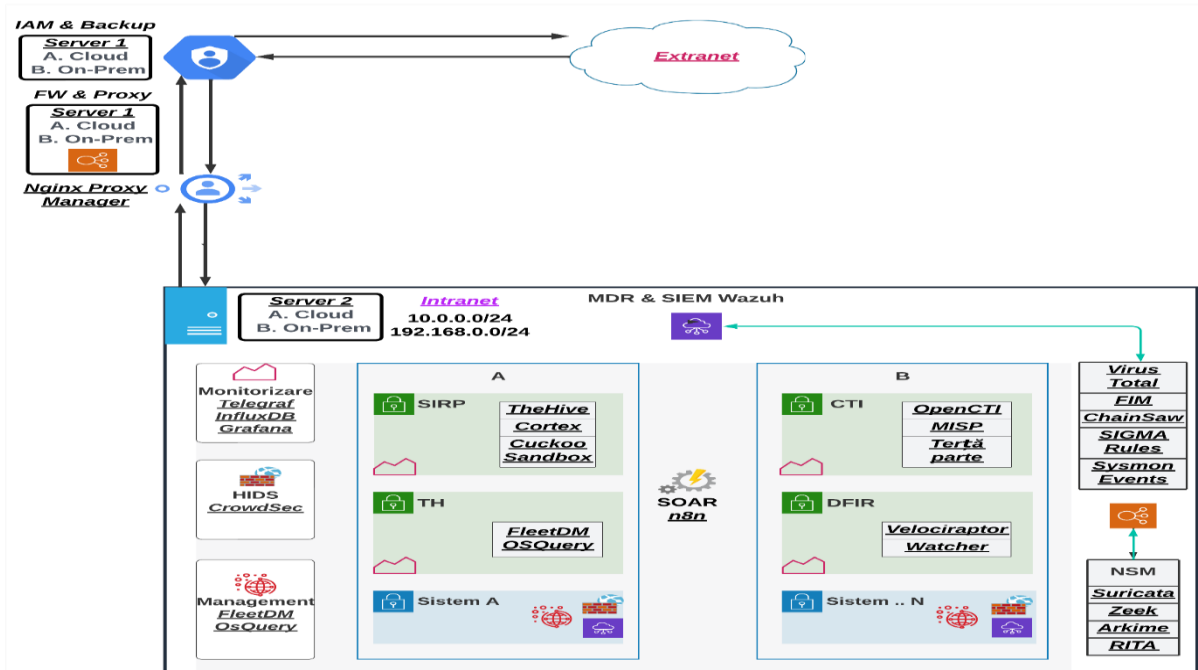 IAM & Backup
Server 1
A. Cloud
B. On-Prem
FW & Proxy
Server 1
A. Cloud
B. On-Prem
Nginx Proxy
Manager
Extranet
Server 2
A. Cloud
B. On-Prem
Intranet
10.0.0.0/24
192.168.0.0/24
MDR & SIEM Wazuh
Monitorizare
Telegraf
InfluxDB
Grafana
HIDS
CrowdSec
Management
FleetDM
OsQuery
A
SIRP
TheHive
Cortex
Cuckoo
Sandbox
TH
FleetDM
OSQuery
Sistem A
SOAR
n8n
B
CTI
OpenCTI
MISP
Terță
parte
DFIR
Velociraptor
Watcher
Sistem .. N
Virus
Total
FIM
ChainSaw
SIGMA
Rules
Sysmon
Events
NSM
Suricata
Zeek
Arkime
RITA